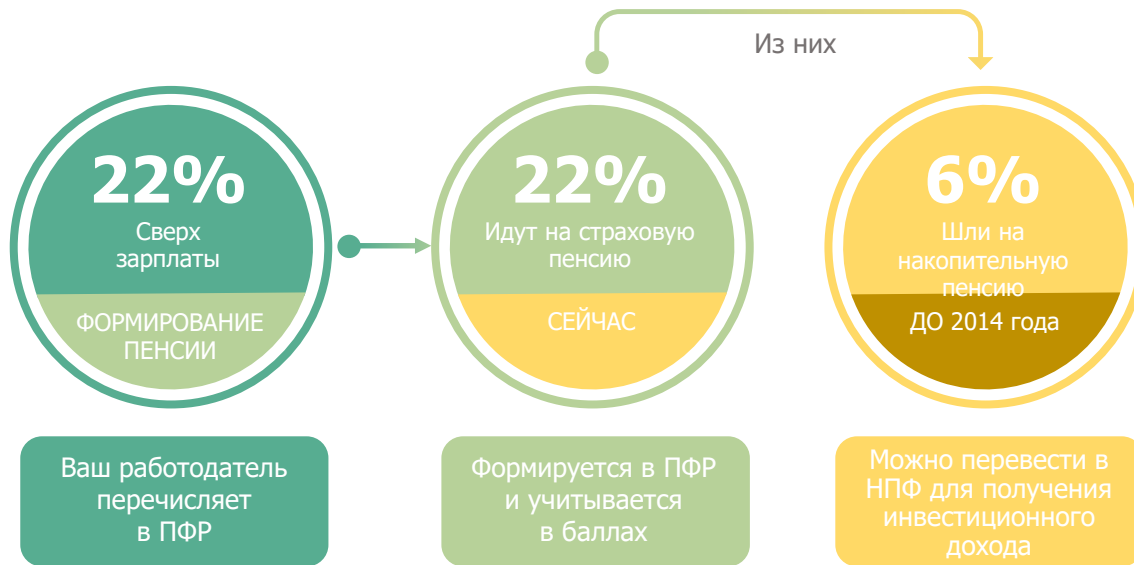 Из них
22%
Сверх
зарплаты
ФОРМИРОВАНИЕ
ПЕНСИИ
22%
Идут на страховую
пенсию
СЕЙЧАС
6%
Шли на
накопительную
пенсию
ДО 2014 года
Ваш работодатель
перечисляет
в ПФР
Формируется в ПФР
и учитывается
в баллах
Можно перевести в
НПФ для получения
инвестиционного
дохода